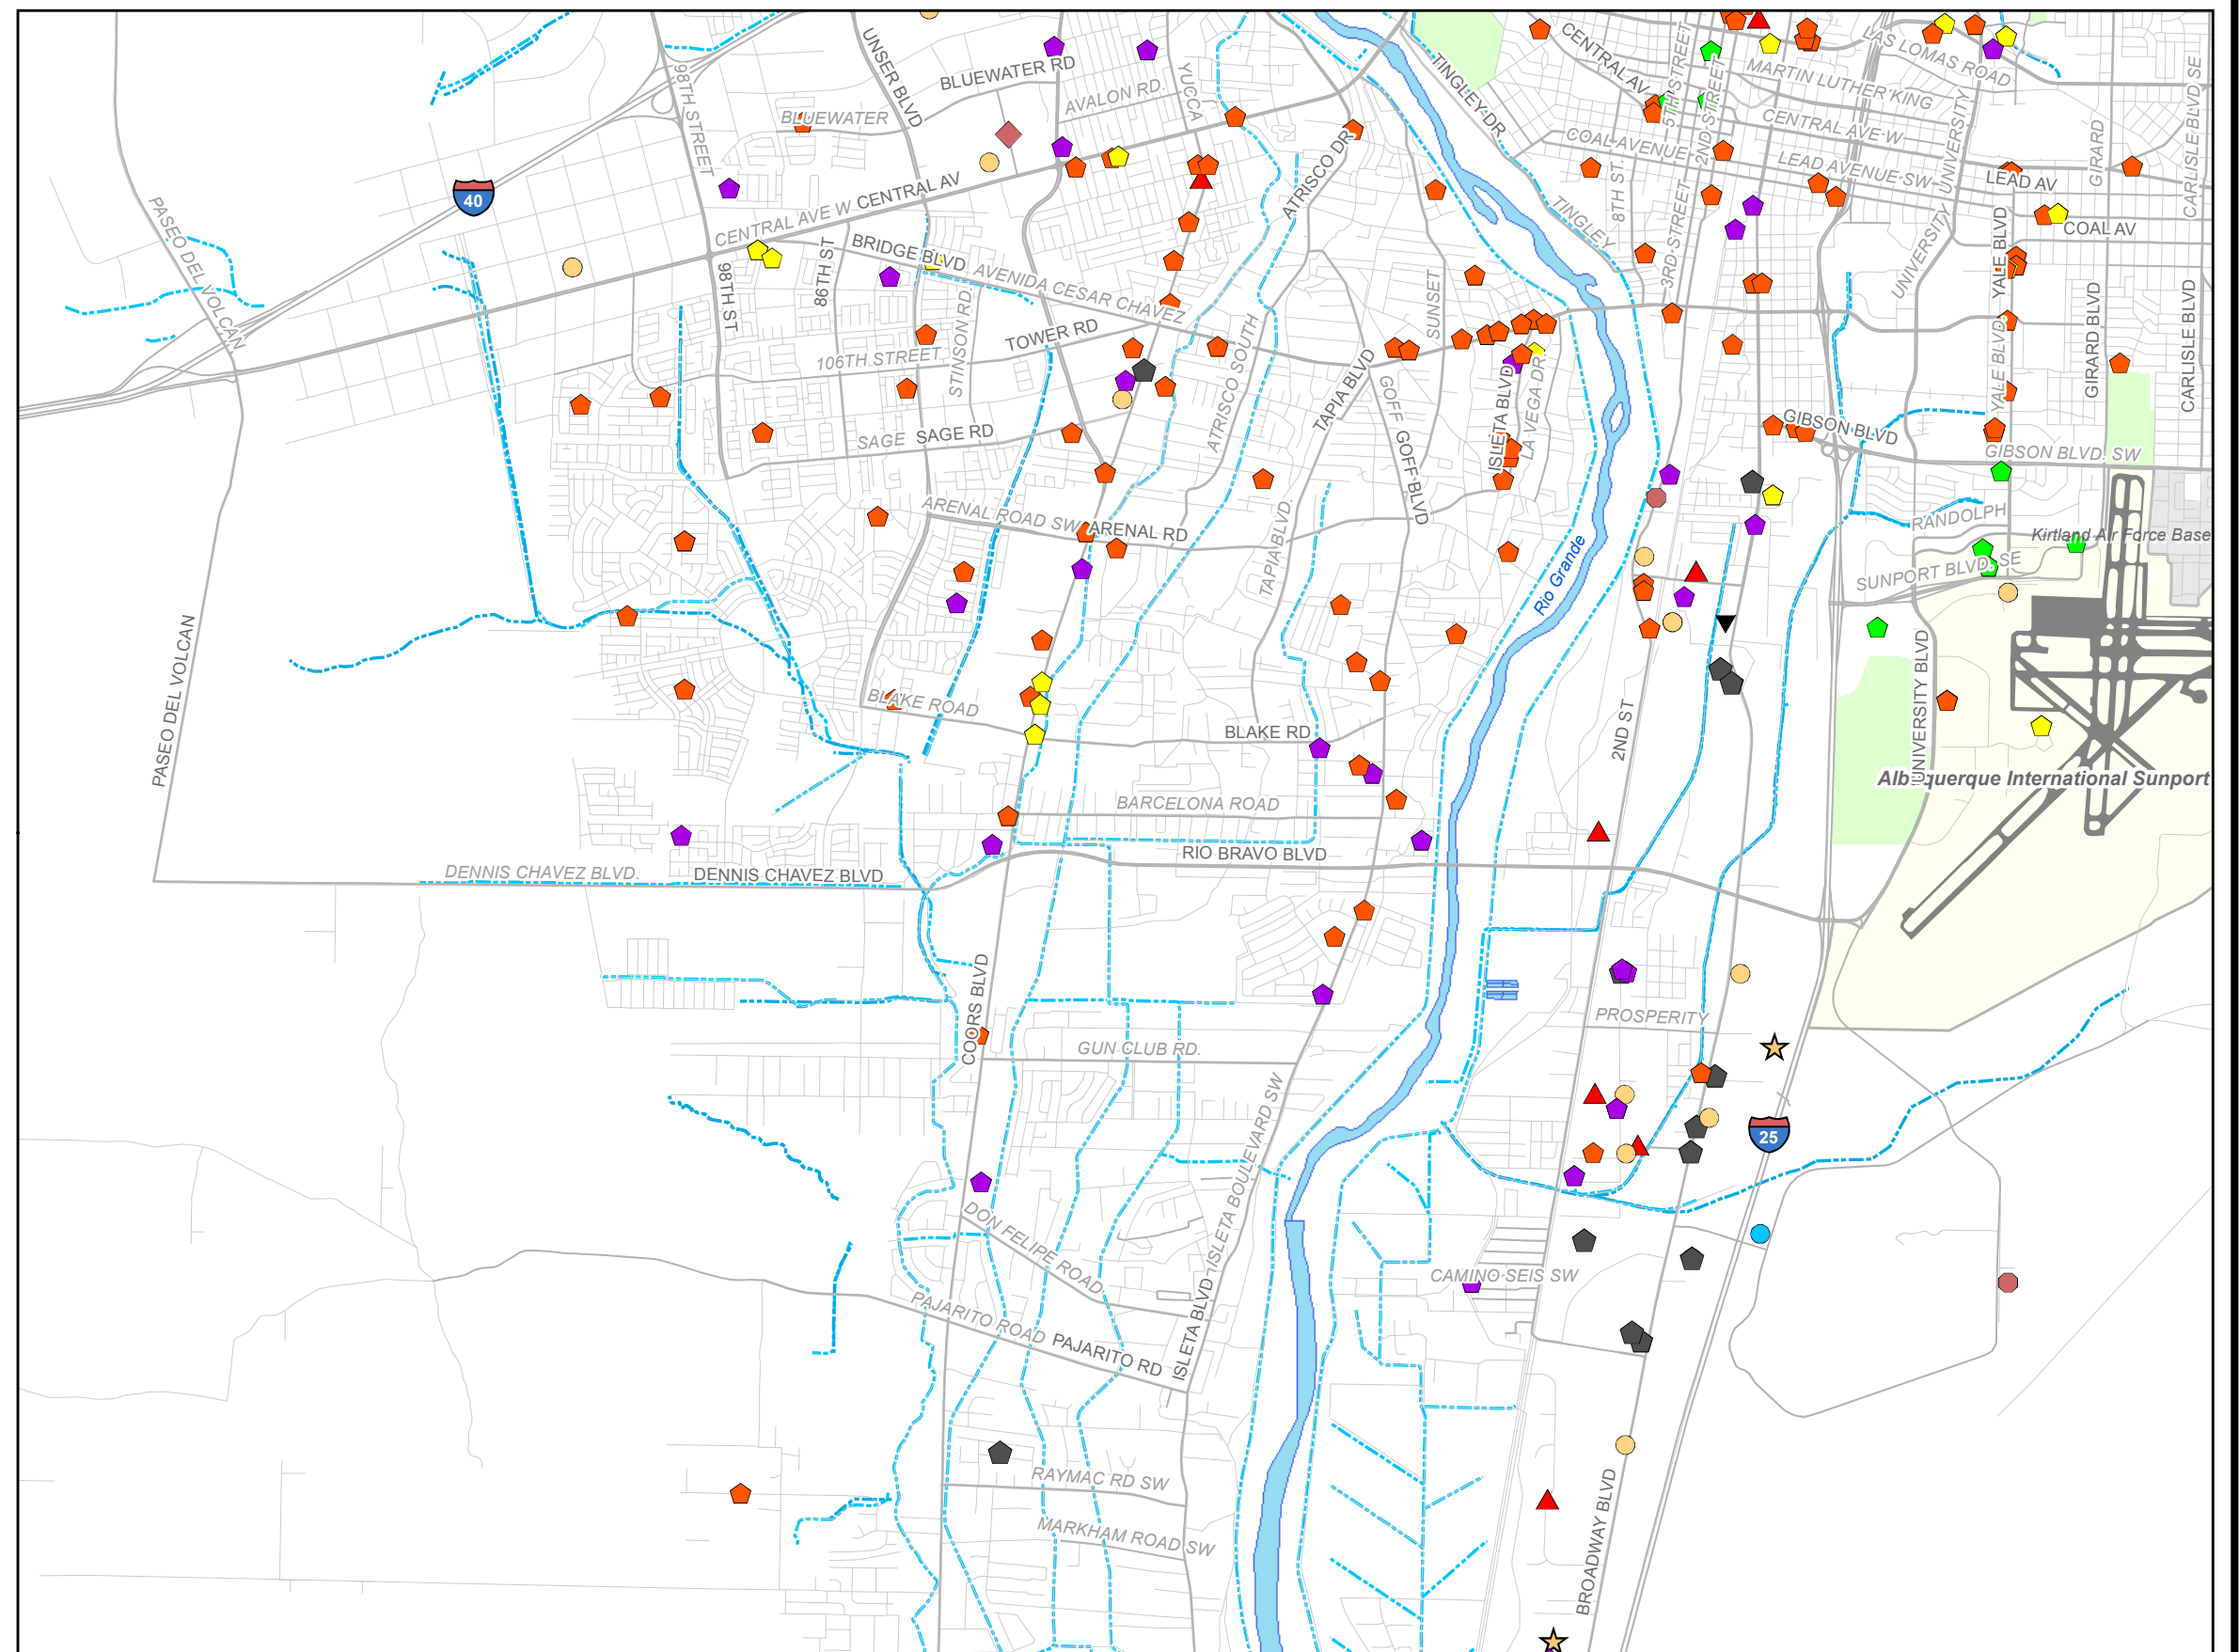 UNSER BLVD
BLUEWATER RD
98TH STREET
BLUEWATER
AVALON RD.
YUCCA
TINGLEY DR
CENTRAL AV
5TH STREET
2ND STREET
MARTIN LUTHER KING
LAS LOMAS ROAD
CARLISLE BLVD SE
CENTRAL AVE W
COAL AVENUE
LEAD AVENUE SW
UNIVERSITY
GIRARD
LEAD AV
COAL AV
40
PASEO DEL VOLCAN
CENTRAL AVE W
CENTRAL AV
ATRISCO DR
TINGLEY
8TH ST.
3RD STREET
UNIVERSITY
YALE BLVD
98TH ST
86TH ST
BRIDGE BLVD
AVENIDA CESAR CHAVEZ
STINSON RD.
TOWER RD
106TH STREET
SUNSET
ATRISCO SOUTH
TAPIA BLVD
GOFF
GOFF BLVD
ISLETA BLVD
LA VEGA DR.
YALE BLVD
GIRARD BLVD
CARLISLE BLVD
SAGE
SAGE RD
GIBSON BLVD
GIBSON BLVD. SW
ARENAL ROAD SW
ARENAL RD
TAPIA BLVD.
RANDOLPH
Kirtland Air Force Base
SUNPORT BLVD. SE
Rio Grande
PASEO DEL VOLCAN
BLAKE ROAD
BLAKE RD
2ND ST
UNIVERSITY BLVD
Albuquerque International Sunport
BARCELONA ROAD
RIO BRAVO BLVD
DENNIS CHAVEZ BLVD.
DENNIS CHAVEZ BLVD
COORS BLVD
PROSPERITY
GUN CLUB RD.
25
ISLETA BOULEVARD SW
DON FELIPE ROAD
CAMINO SEIS SW
PAJARITO ROAD
PAJARITO RD
ISLETA BLVD
RAYMAC RD SW
MARKHAM ROAD SW
BROADWAY BLVD